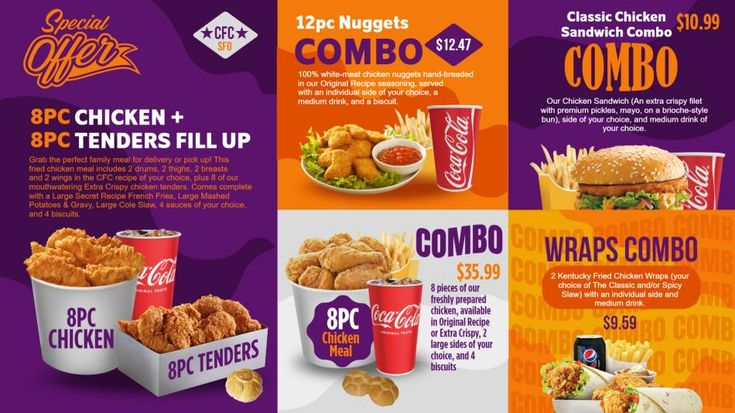 Special
Offer
CFC
SFO
8PC CHICKEN +
8PC TENDERS FILL UP
Grab the perfect family meal for delivery or pick up! This
fried chicken meal includes 2 drums, 2 thighs, 2 breasts
and 2 wings in the CFC recipe of your choice, plus 8 of our
mouthwatering Extra Crispy chicken tenders. Comes complete
with a Large Secret Recipe French Fries, Large Mashed
Potatoes & Gravy, Large Cole Slaw, 4 sauces of your choice,
and 4 biscuits.
Coca-Cola
ORIGINAL TASTE
8PC
CHICKEN
8PC TENDERS
12pc Nuggets
COMBO
$12.47
100% white-meat chicken nuggets hand-breaded
in our Original Recipe seasoning, served
with an individual side of your choice, a
medium drink, and a biscuit.
Coca-Cola
Classic Chicken
Sandwich Combo
$10.99
COMBO
Our Chicken Sandwich (An extra crispy filet
with premium pickles, mayo, on a brioche-style
bun), side of your choice, and medium drink of
your choice.
COMBO
$35.99
8 pieces of our
freshly prepared
chicken, available
in Original Recipe
or Extra Crispy, 2
large sides of your
choice, and 4
biscuits
8PC
Chicken
Meal
Coca-Cola
ORIGINAL TASTE
WRAPS COMBO
2 Kentucky Fried Chicken Wraps (your
choice of The Classic and/or Spicy
Slaw) with an individual side and
medium drink.
$9.59
pepsi